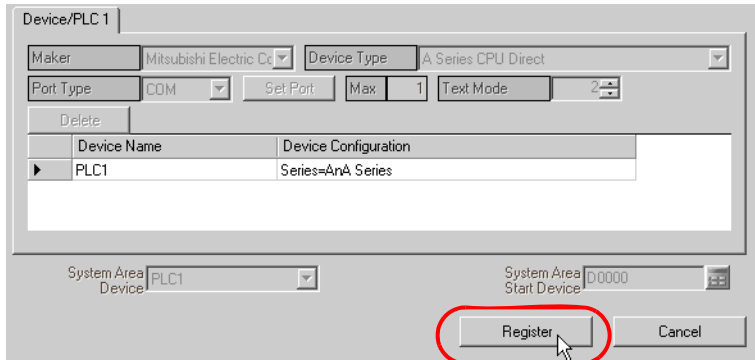 Device/PLC 1
Maker Mitsubishi Electric Device Type A Series CPU Direct
Port Type COM Set Port Max 1 Text Mode 2
Delete
Device Name Device Configuration
PLC1 Series=AnA Series
System Area Device PLC1 System Area Start Device D0000
Register Cancel